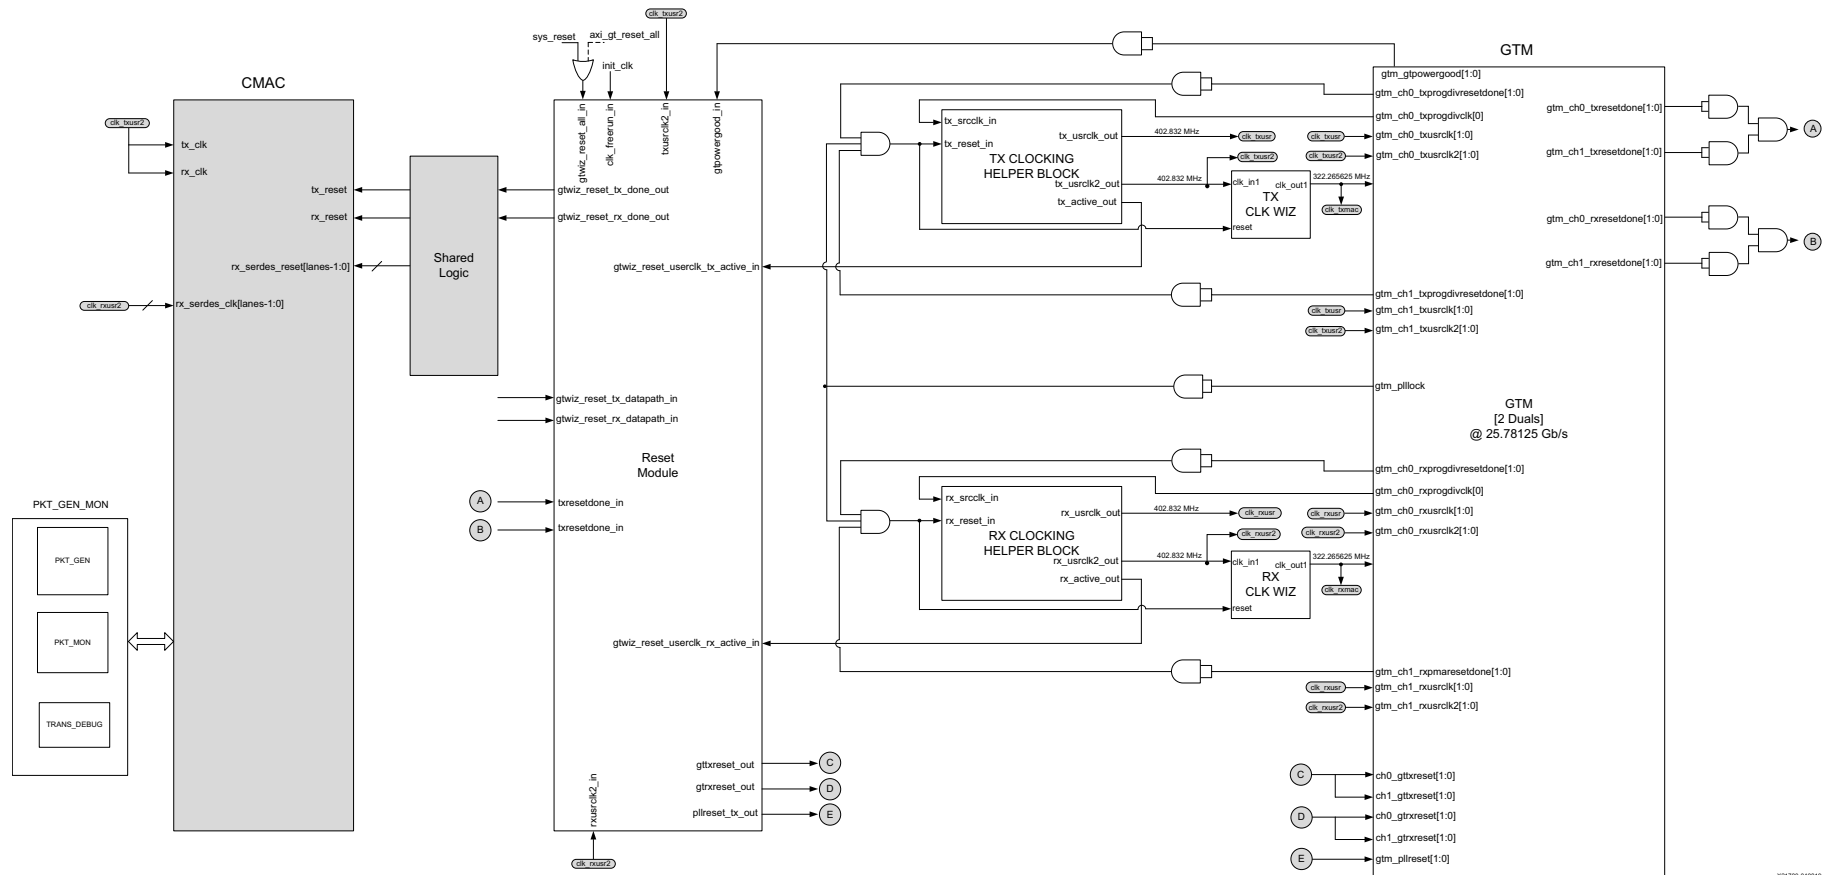 clk_txusr2
sys_reset
axi_gt_reset_all
init_clk
GTM
CMAC
clk_txusr2
tx_clk
rx_clk
tx_reset
rx_reset
rx_serdes_reset[lanes-1:0]
clk_rxusr2
rx_serdes_clk[lanes-1:0]
Shared
Logic
gtwiz_reset_all_in
clk_freerun_in
txusrclk2_in
gtpowergood_in
gtwiz_reset_tx_done_out
gtwiz_reset_rx_done_out
gtwiz_reset_userclk_tx_active_in
gtwiz_reset_tx_datapath_in
gtwiz_reset_rx_datapath_in
Reset
Module
A
txresetdone_in
B
txresetdone_in
gtwiz_reset_userclk_rx_active_in
gttxreset_out
C
gtrxreset_out
D
pllreset_tx_out
E
rxusrclk2_in
clk_rxusr2
PKT_GEN_MON
PKT_GEN
PKT_MON
TRANS_DEBUG
tx_srcclk_in
tx_usrclk_out
tx_reset_in
TX CLOCKING
HELPER BLOCK
tx_usrclk2_out
tx_active_out
402.832 MHz
clk_txusr
clk_txusr2
402.832 MHz
clk_in1
clk_out1
TX
CLK WIZ
reset
322.265625 MHz
clk_txmac
clk_txusr
clk_txusr2
clk_txusr
clk_txusr2
rx_srcclk_in
rx_usrclk_out
rx_reset_in
RX CLOCKING
HELPER BLOCK
rx_usrclk2_out
rx_active_out
402.832 MHz
clk_rxusr
clk_rxusr2
402.832 MHz
clk_in1
clk_out1
RX
CLK WIZ
reset
322.265625 MHz
clk_rxmac
clk_rxusr
clk_rxusr2
clk_rxusr
clk_rxusr2
gtm_gtpowergood[1:0]
gtm_ch0_txprogdivresetdone[1:0]
gtm_ch0_txprogdivclk[0]
gtm_ch0_txusrclk[1:0]
gtm_ch0_txusrclk2[1:0]
gtm_ch1_txprogdivresetdone[1:0]
gtm_ch1_txusrclk[1:0]
gtm_ch1_txusrclk2[1:0]
gtm_plllock
GTM
[2 Duals]
@ 25.78125 Gb/s
gtm_ch0_rxprogdivresetdone[1:0]
gtm_ch0_rxprogdivclk[0]
gtm_ch0_rxusrclk[1:0]
gtm_ch0_rxusrclk2[1:0]
gtm_ch1_rxpmaresetdone[1:0]
gtm_ch1_rxusrclk[1:0]
gtm_ch1_rxusrclk2[1:0]
C
ch0_gttxreset[1:0]
ch1_gttxreset[1:0]
D
ch0_gtrxreset[1:0]
ch1_gtrxreset[1:0]
E
gtm_pllreset[1:0]
gtm_ch0_txresetdone[1:0]
gtm_ch1_txresetdone[1:0]
A
gtm_ch0_rxresetdone[1:0]
gtm_ch1_rxresetdone[1:0]
B